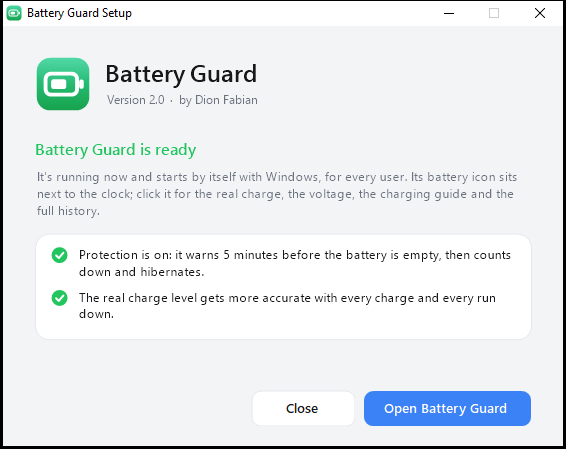 Battery Guard Setup
Battery Guard
Version 2.0 · by Dion Fabian
Battery Guard is ready
It's running now and starts by itself with Windows, for every user. Its battery icon sits
next to the clock; click it for the real charge, the voltage, the charging guide and the
full history.
Protection is on: it warns 5 minutes before the battery is empty, then counts
down and hibernates.
The real charge level gets more accurate with every charge and every run
down.
Close
Open Battery Guard